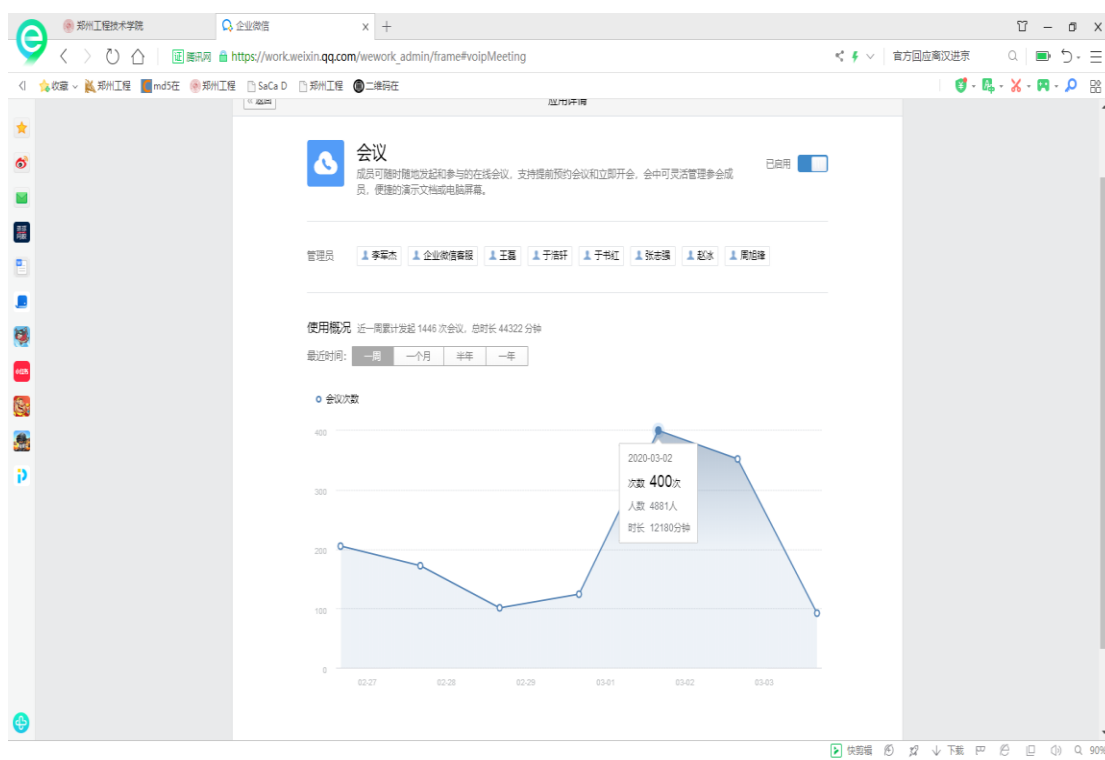 郑州工程技术学院 企业微信 x +
证 腾讯网 https://work.weixin.qq.com/wework_admin/frame#voipMeeting 官方回应离汉进京
收藏 郑州工程 md5在 郑州工程 SaCa D 郑州工程 二维码在
« 返回 应用详情
会议
成员可随时随地发起和参与的在线会议，支持提前预约会议和立即开会，会中可灵活管理参会成
员，便捷的演示文档或电脑屏幕。
已启用
管理员 李军杰 企业微信客服 王磊 于浩轩 于书红 张志强 赵冰 周旭峰
使用概况 近一周累计发起 1446 次会议，总时长 44322 分钟
最近时间: 一周 一个月 半年 一年
会议次数
400
300
200
100
0
2020-03-02
次数 400次
人数 4881人
时长 12180分钟
02-27 02-28 02-29 03-01 03-02 03-03
快剪辑 下载 90%